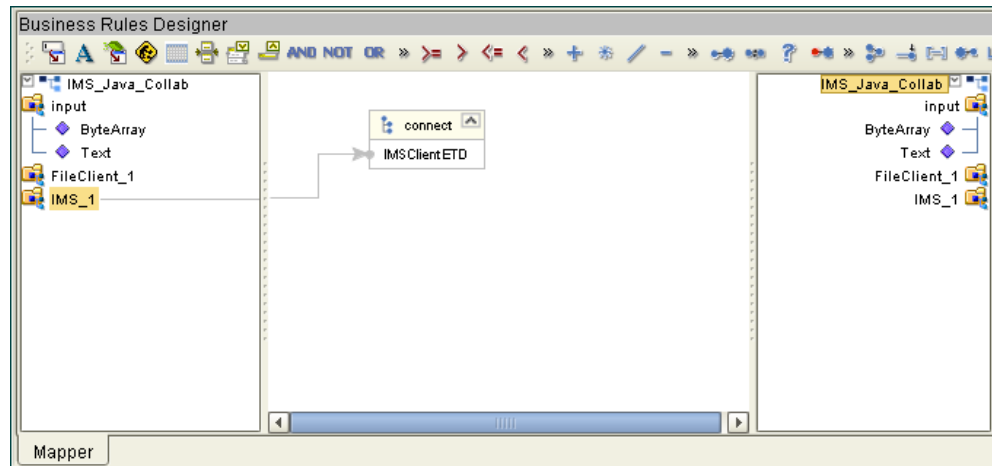 Business Rules Designer
A AND NOT OR » >= > <= < » + / - » ? »
IMS_Java_Collab
input
ByteArray
Text
FileClient_1
IMS_1
connect
IMSClientETD
IMS_Java_Collab
input
ByteArray
Text
FileClient_1
IMS_1
Mapper